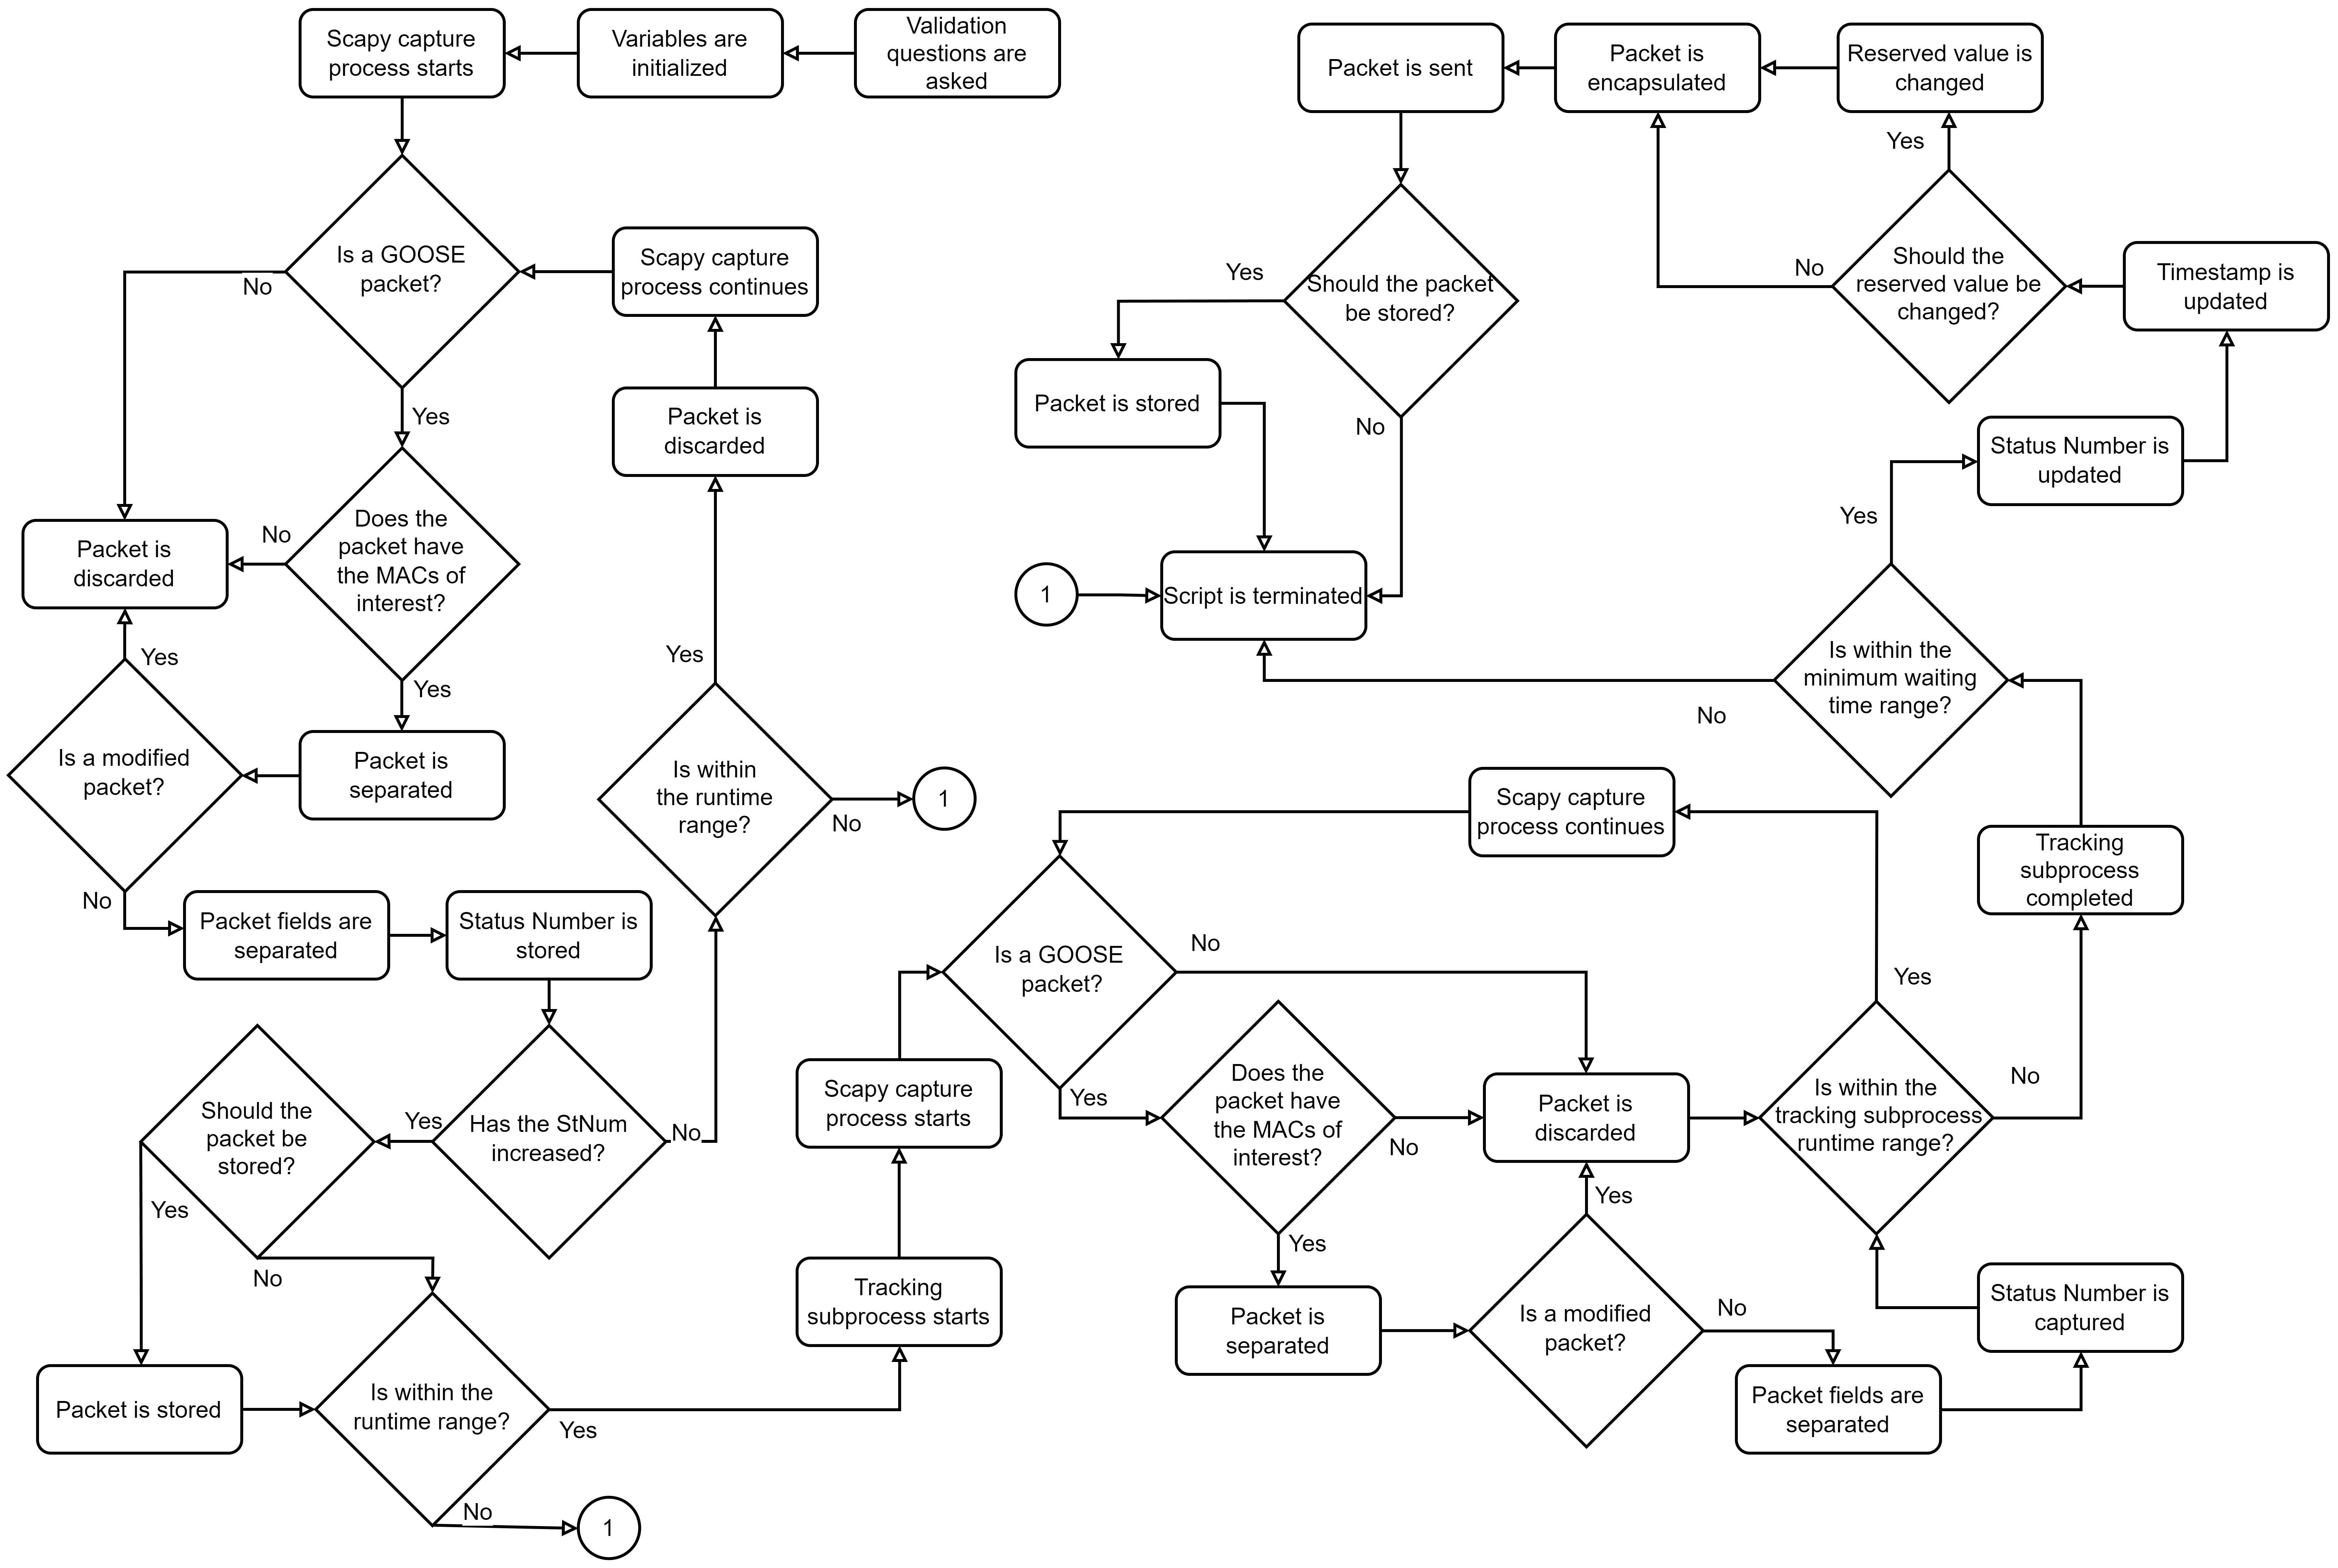 Scapy capture
process starts
Variables are
initialized
Validation
questions are
asked
Is a GOOSE
packet?
No
Yes
Scapy capture
process continues
Packet is
discarded
Does the
packet have
the MACs of
interest?
No
Yes
Packet is
discarded
Yes
Is a modified
packet?
No
Packet is
separated
Yes
Is within
the runtime
range?
No
1
Packet fields are
separated
Status Number is
stored
Should the
packet be
stored?
Yes
No
Yes
Has the StNum
increased?
No
Packet is stored
Is within the
runtime range?
Yes
No
1
Tracking
subprocess starts
Scapy capture
process starts
Packet is sent
Packet is
encapsulated
Reserved value is
changed
Yes
Should the
reserved value be
changed?
No
Timestamp is
updated
Yes
Should the packet
be stored?
No
Packet is stored
1
Script is terminated
Status Number is
updated
Yes
Is within the
minimum waiting
time range?
No
Scapy capture
process continues
Tracking
subprocess
completed
Is a GOOSE
packet?
No
Yes
Does the
packet have
the MACs of
interest?
No
Yes
Packet is
discarded
Yes
Is within the
tracking subprocess
runtime range?
No
Yes
Packet is
separated
Is a modified
packet?
No
Status Number is
captured
Packet fields are
separated